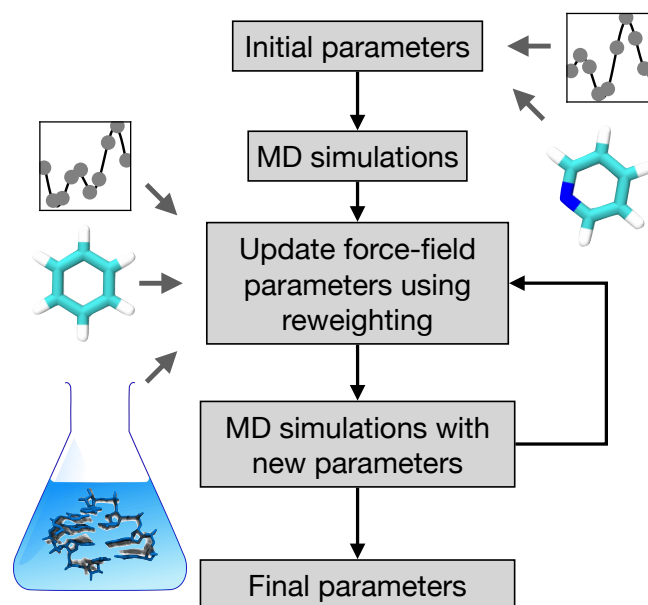 Initial parameters
MD simulations
Update force-field
parameters using
reweighting
MD simulations with
new parameters
Final parameters